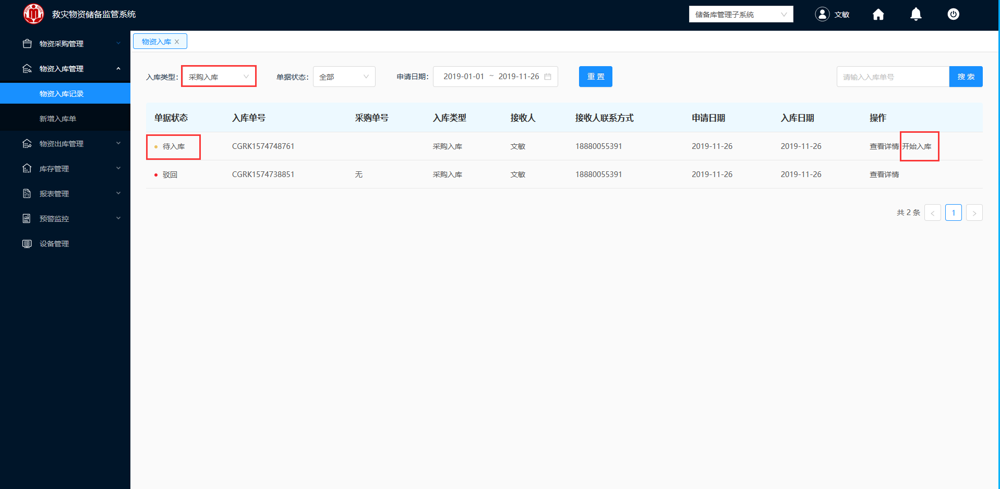 救灾物资储备监管系统
储备库管理子系统
文敏
物资采购管理
物资入库管理
物资入库记录
新增入库单
物资出库管理
库存管理
报表管理
预警监控
设备管理
物资入库
入库类型: 采购入库 单据状态: 全部 申请日期: 2019-01-01 ~ 2019-11-26 重 置 请输入入库单号 搜 索
单据状态 入库单号 采购单号 入库类型 接收人 接收人联系方式 申请日期 入库日期 操作
待入库 CGRK1574748761 采购入库 文敏 18880055391 2019-11-26 2019-11-26 查看详情 开始入库
驳回 CGRK1574738851 无 采购入库 文敏 18880055391 2019-11-26 2019-11-26 查看详情
共 2 条 < 1 >